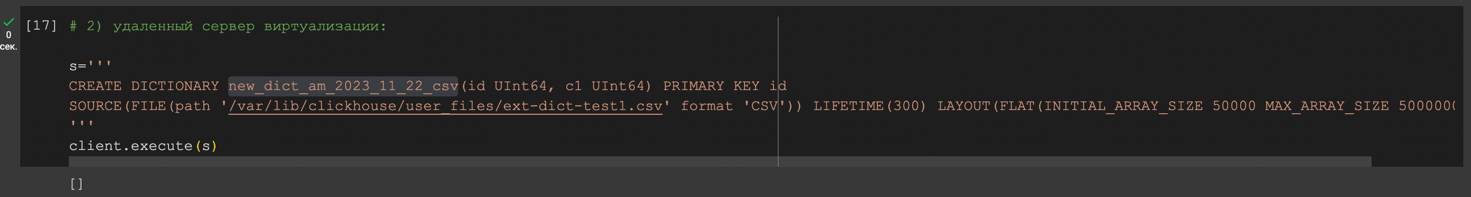 [17] # 2) удаленный сервер виртуализации:
0
сек.
s='''
CREATE DICTIONARY new_dict_am_2023_11_22_csv(id UInt64, c1 UInt64) PRIMARY KEY id
SOURCE(FILE(path '/var/lib/clickhouse/user_files/ext-dict-test1.csv' format 'CSV')) LIFETIME(300) LAYOUT(FLAT(INITIAL_ARRAY_SIZE 50000 MAX_ARRAY_SIZE
'''
client.execute(s)
[]